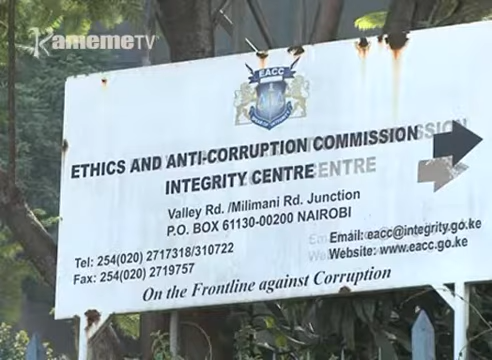 KamemeTV
EACC
ETHICS AND ANTI-CORRUPTION COMMISSION
INTEGRITY CENTRE
Valley Rd. /Milimani Rd. Junction
P.O. BOX 61130-00200 NAIROBI
Tel: 254(020) 2717318/310722
Fax: 254(020) 2719757
Email: eacc@integrity.go.ke
Website: www.eacc.go.ke
On the Frontline against Corruption